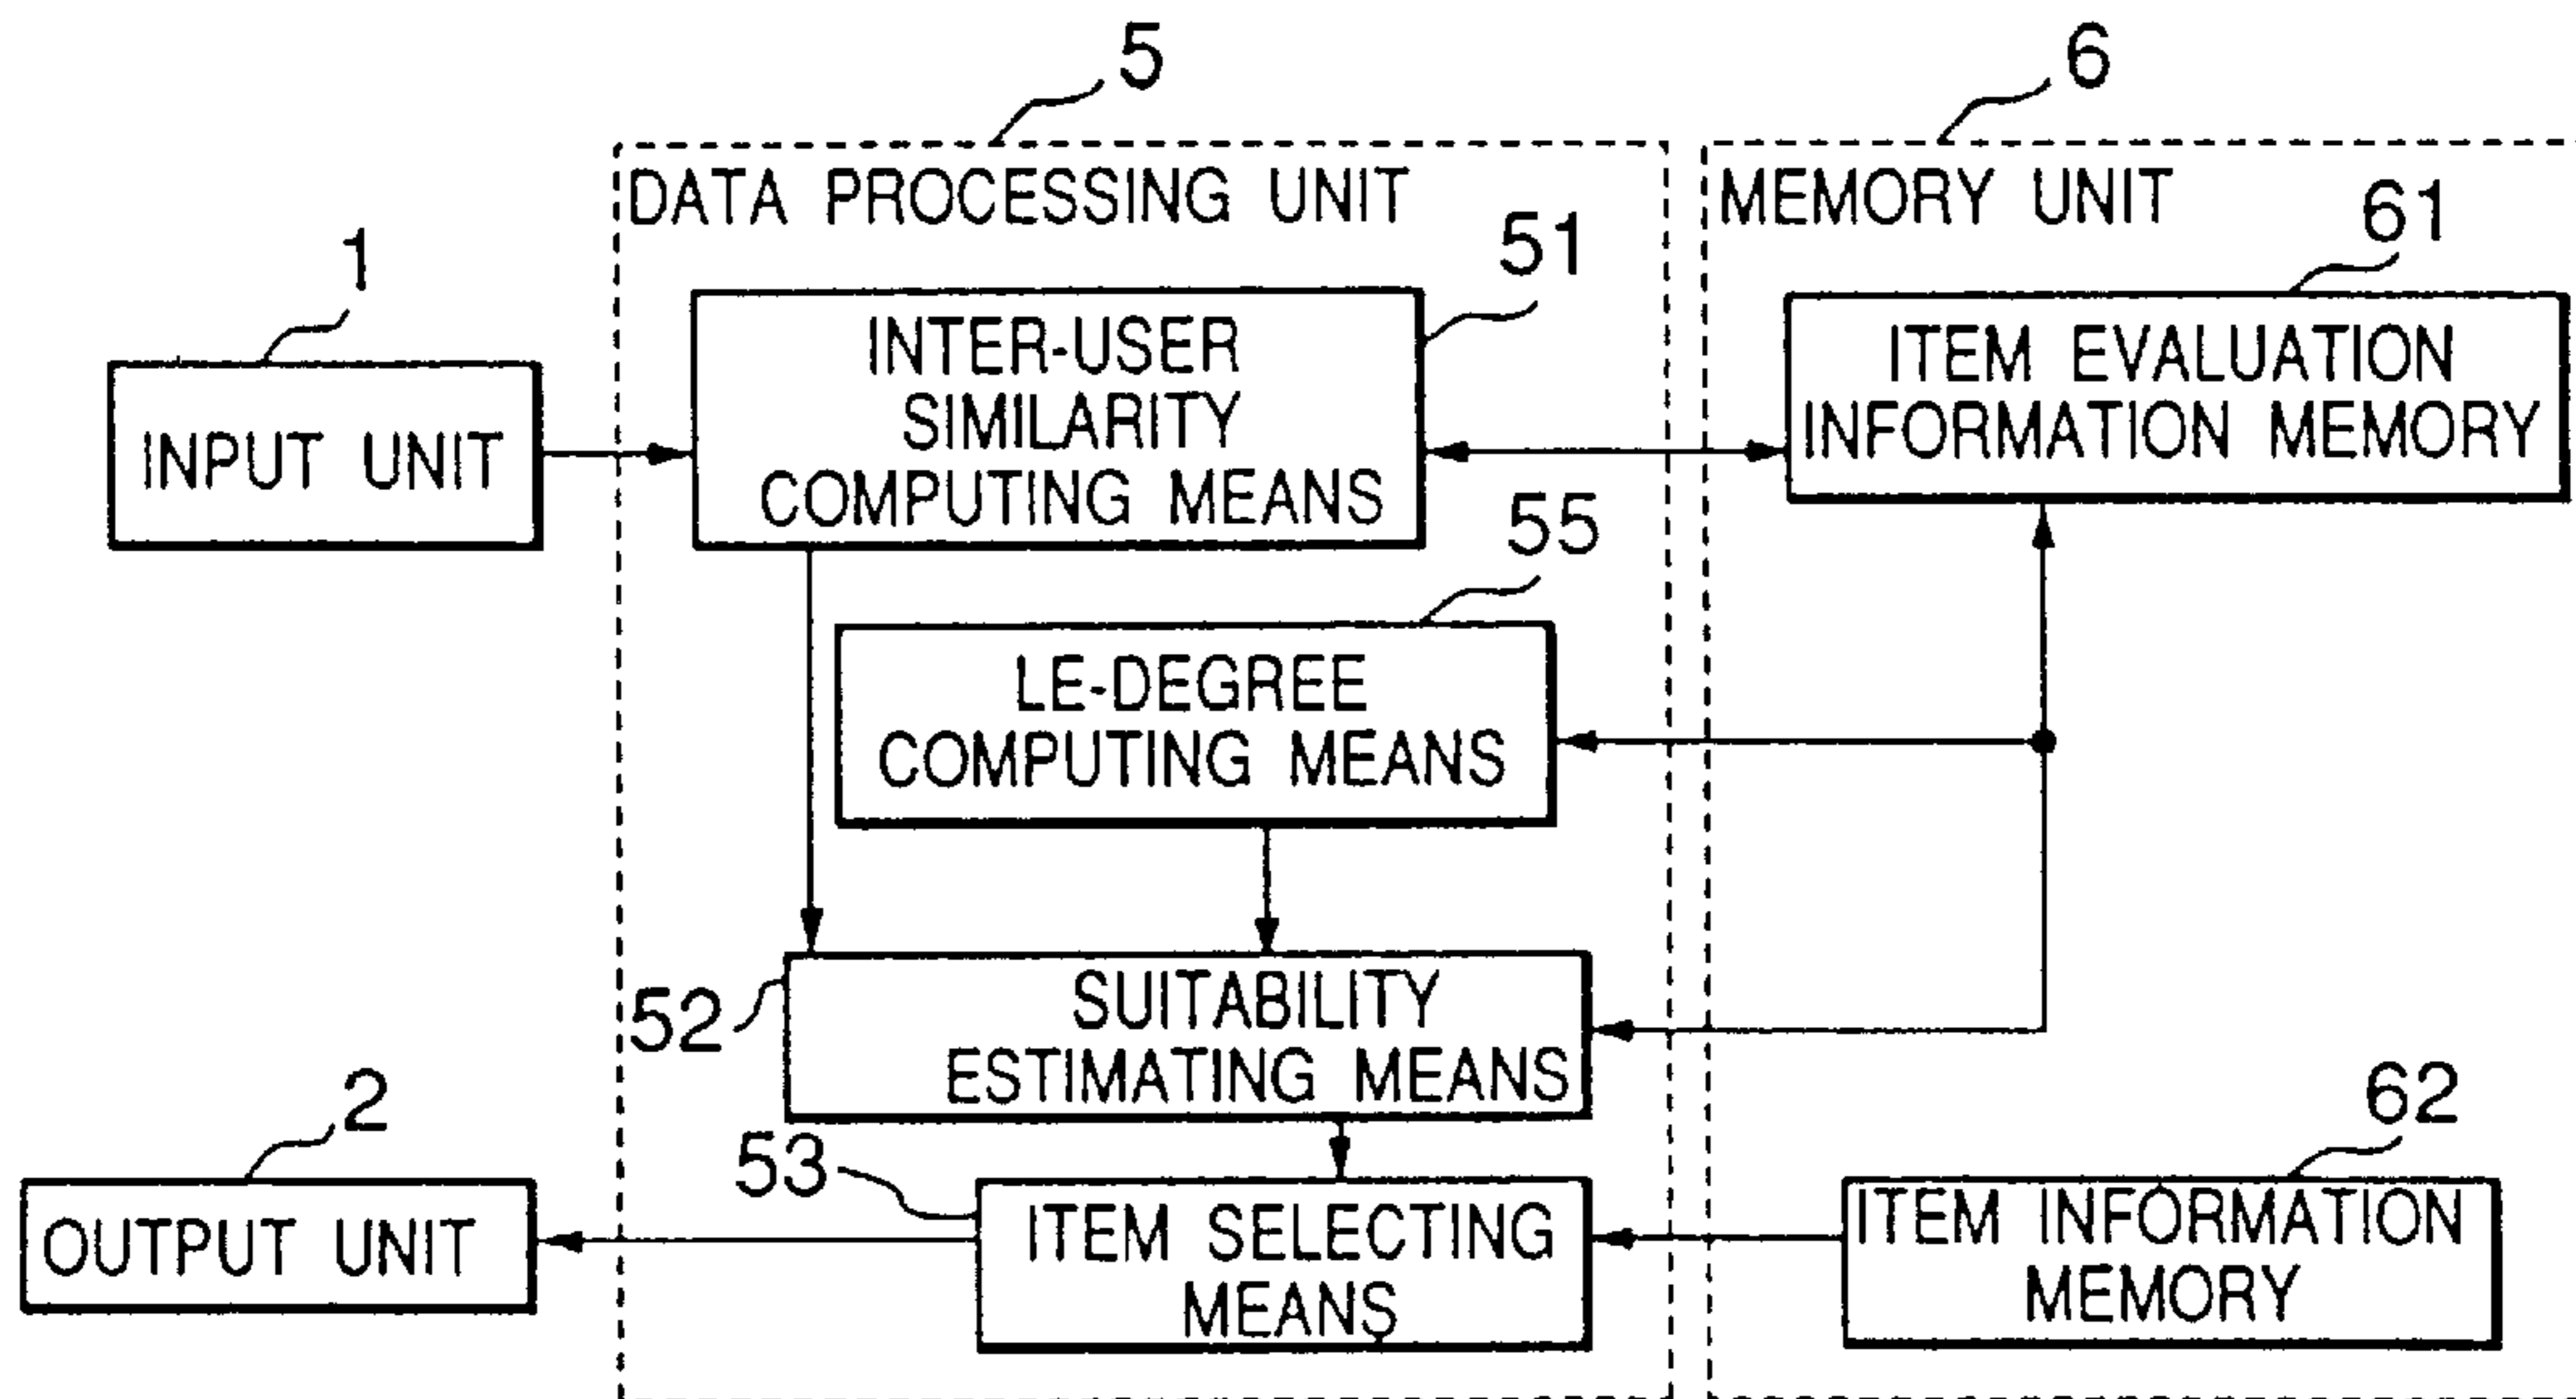 5
6
DATA PROCESSING UNIT
MEMORY UNIT
1
51
61
INPUT UNIT
INTER-USER
SIMILARITY
COMPUTING MEANS
ITEM EVALUATION
INFORMATION MEMORY
55
LE-DEGREE
COMPUTING MEANS
52
SUITABILITY
ESTIMATING MEANS
2
53
62
OUTPUT UNIT
ITEM SELECTING
MEANS
ITEM INFORMATION
MEMORY